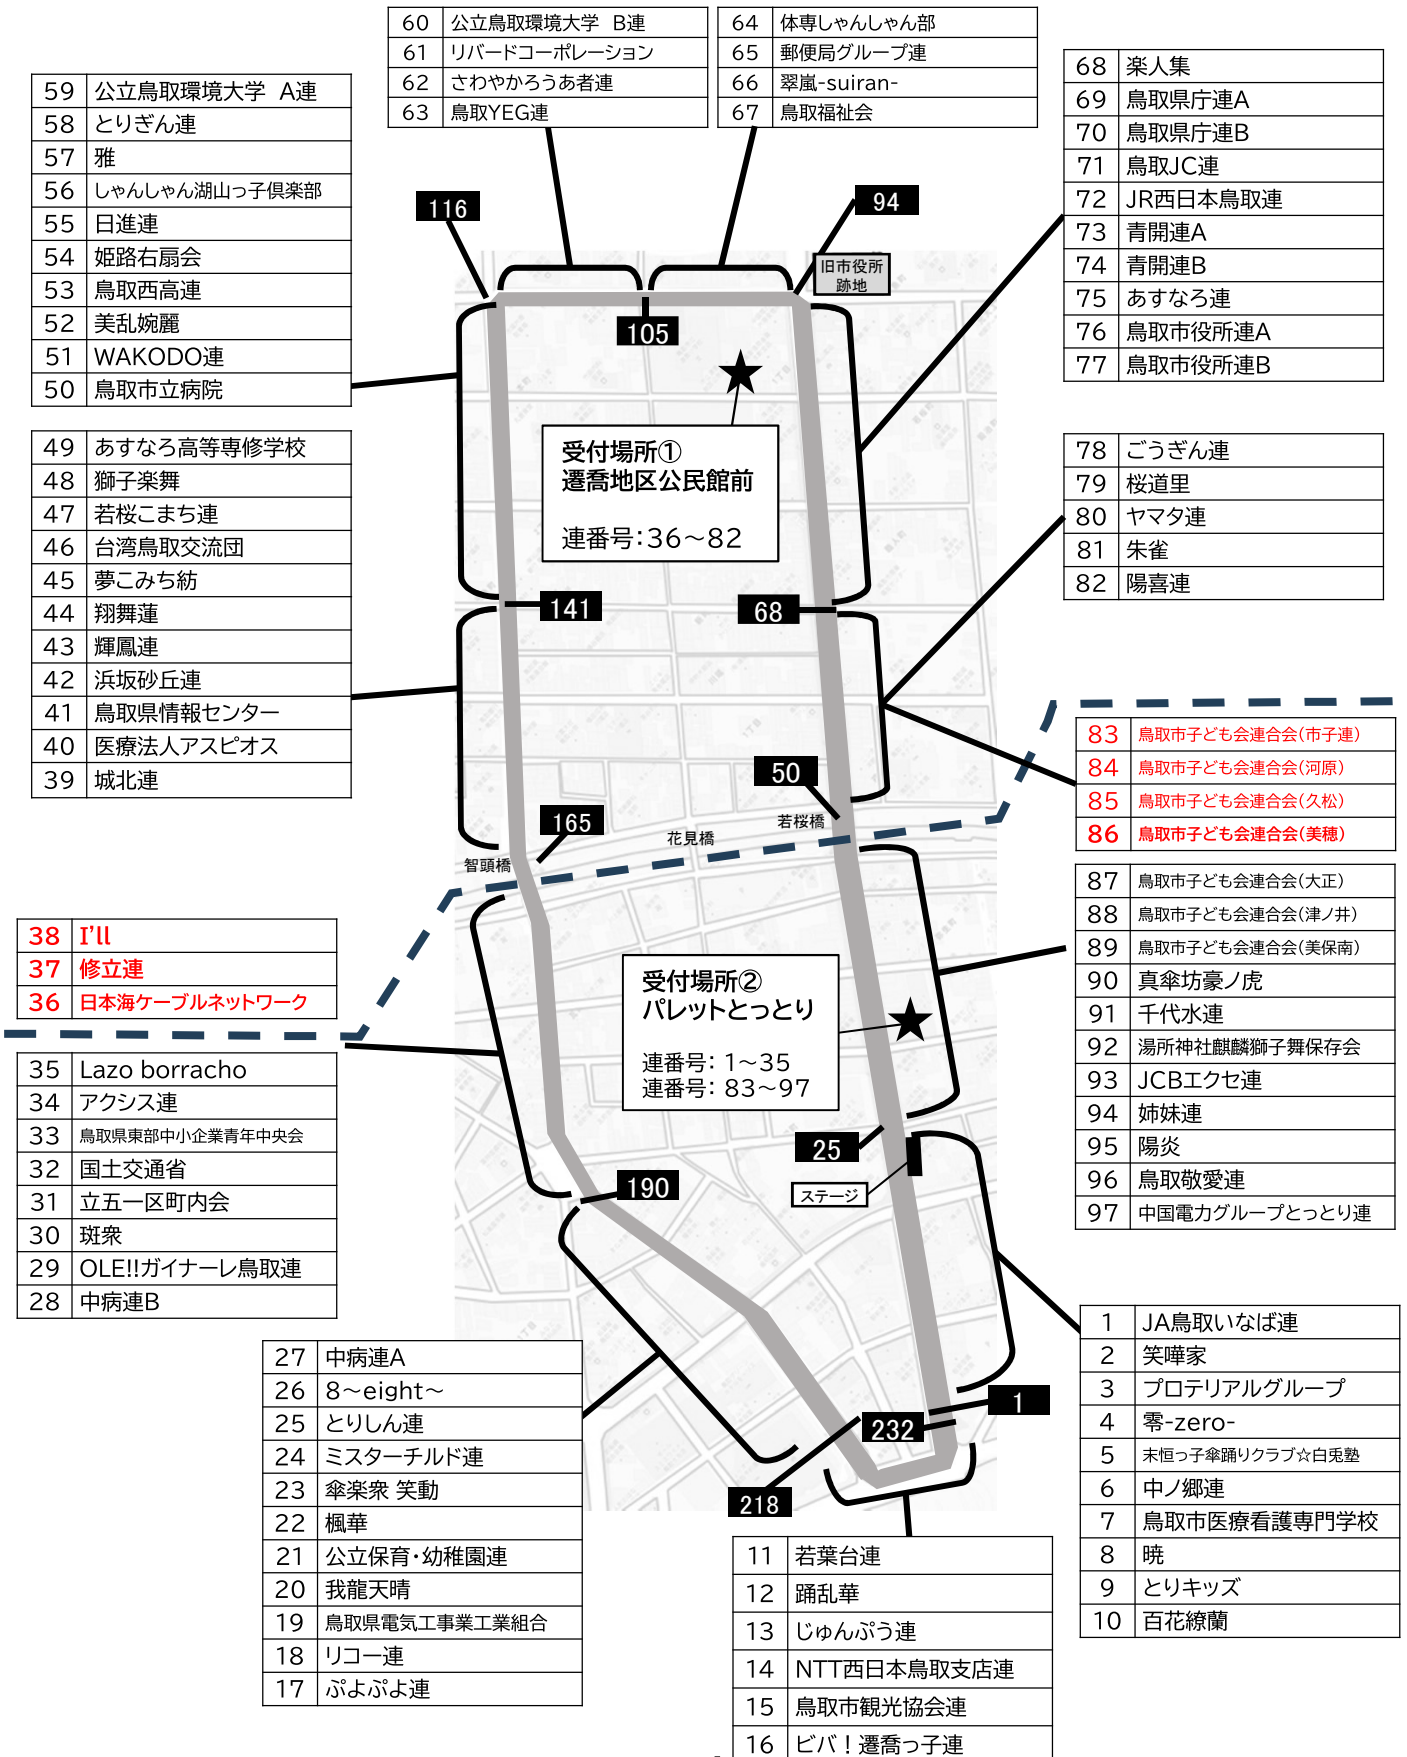 60 公立鳥取環境大学 B連
61 リバードコーポレーション
62 さわやかろうあ者連
63 鳥取YEG連
64 体専しゃんしゃん部
65 郵便局グループ連
66 翠嵐-suiran-
67 鳥取福祉会
59 公立鳥取環境大学 A連
58 とりぎん連
57 雅
56 しゃんしゃん湖山っ子倶楽部
55 日進連
54 姫路右扇会
53 鳥取西高連
52 美乱婉麗
51 WAKODO連
50 鳥取市立病院
68 楽人集
69 鳥取県庁連A
70 鳥取県庁連B
71 鳥取JC連
72 JR西日本鳥取連
73 青開連A
74 青開連B
75 あすなろ連
76 鳥取市役所連A
77 鳥取市役所連B
116
94
旧市役所
跡地
105
受付場所①
遷喬地区公民館前
連番号:36～82
49 あすなろ高等専修学校
48 獅子楽舞
47 若桜こまち連
46 台湾鳥取交流団
45 夢こみち紡
44 翔舞蓮
43 輝鳳連
42 浜坂砂丘連
41 鳥取県情報センター
40 医療法人アスピオス
39 城北連
78 ごうぎん連
79 桜道里
80 ヤマタ連
81 朱雀
82 陽喜連
141
68
50
165
若桜橋
花見橋
智頭橋
83 鳥取市子ども会連合会(市子連)
84 鳥取市子ども会連合会(河原)
85 鳥取市子ども会連合会(久松)
86 鳥取市子ども会連合会(美穂)
87 鳥取市子ども会連合会(大正)
88 鳥取市子ども会連合会(津ノ井)
89 鳥取市子ども会連合会(美保南)
90 真傘坊豪ノ虎
91 千代水連
92 湯所神社麒麟獅子舞保存会
93 JCBエクセ連
94 姉妹連
95 陽炎
96 鳥取敬愛連
97 中国電力グループとっとり連
38 I'll
37 修立連
36 日本海ケーブルネットワーク
受付場所②
パレットとっとり
連番号: 1～35
連番号: 83～97
35 Lazo borracho
34 アクシス連
33 鳥取県東部中小企業青年中央会
32 国土交通省
31 立五一区町内会
30 斑衆
29 OLE!!ガイナーレ鳥取連
28 中病連B
25
190
ステージ
27 中病連A
26 8～eight～
25 とりしん連
24 ミスターチルド連
23 傘楽衆 笑動
22 楓華
21 公立保育・幼稚園連
20 我龍天晴
19 鳥取県電気工事業工業組合
18 リコー連
17 ぷよぷよ連
1 JA鳥取いなば連
2 笑嘩家
3 プロテリアルグループ
4 零-zero-
5 末恒っ子傘踊りクラブ☆白兎塾
6 中ノ郷連
7 鳥取市医療看護専門学校
8 暁
9 とりキッズ
10 百花繚蘭
1
232
218
11 若葉台連
12 踊乱華
13 じゅんぷう連
14 NTT西日本鳥取支店連
15 鳥取市観光協会連
16 ビバ！遷喬っ子連